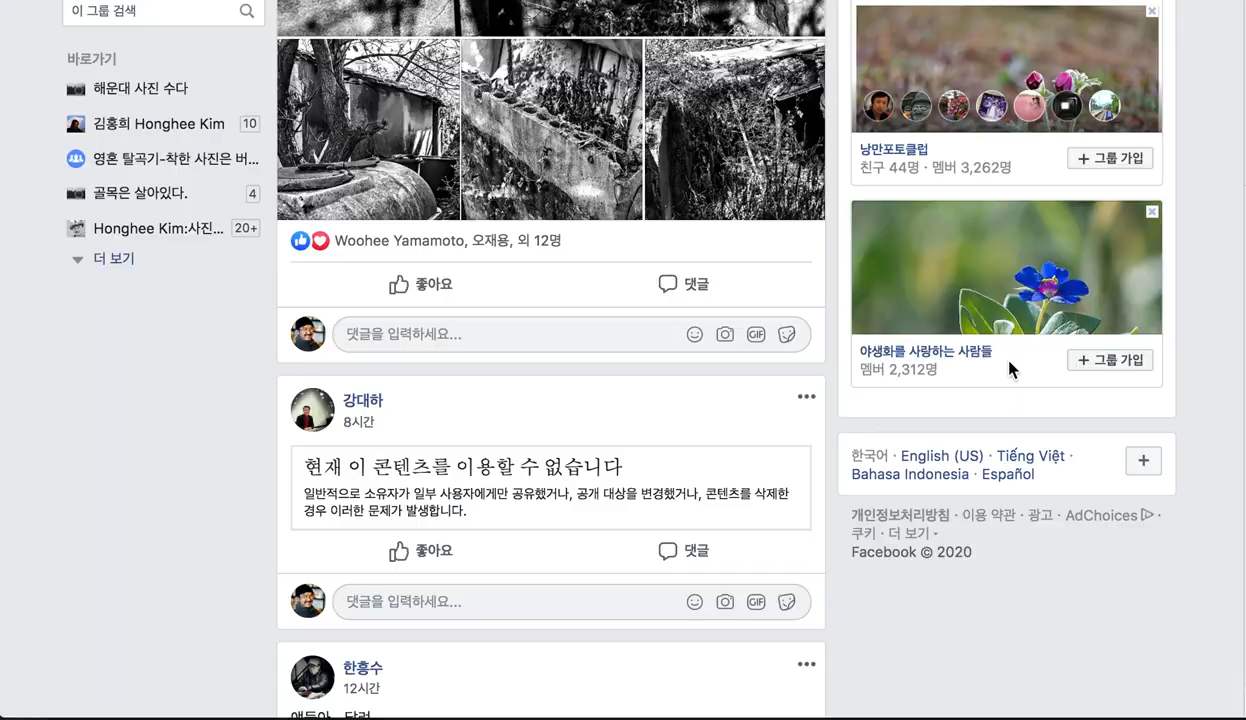 이 그룹 검색
바로가기
해운대 사진 수다
김홍희 Honghee Kim 10
영혼 탈곡기-착한 사진은 버...
골목은 살아있다. 4
Honghee Kim:사진... 20+
더 보기
Woohee Yamamoto, 오재용, 외 12명
좋아요 댓글
댓글을 입력하세요...
GIF
강대하
8시간
현재 이 콘텐츠를 이용할 수 없습니다
일반적으로 소유자가 일부 사용자에게만 공유했거나, 공개 대상을 변경했거나, 콘텐츠를 삭제한
경우 이러한 문제가 발생합니다.
좋아요 댓글
댓글을 입력하세요...
GIF
한흥수
12시간
낭만포토클럽
친구 44명 · 멤버 3,262명
+ 그룹 가입
야생화를 사랑하는 사람들
멤버 2,312명
+ 그룹 가입
한국어 · English (US) · Tiếng Việt ·
Bahasa Indonesia · Español
+
개인정보처리방침 · 이용 약관 · 광고 · AdChoices ·
쿠키 · 더 보기
Facebook © 2020